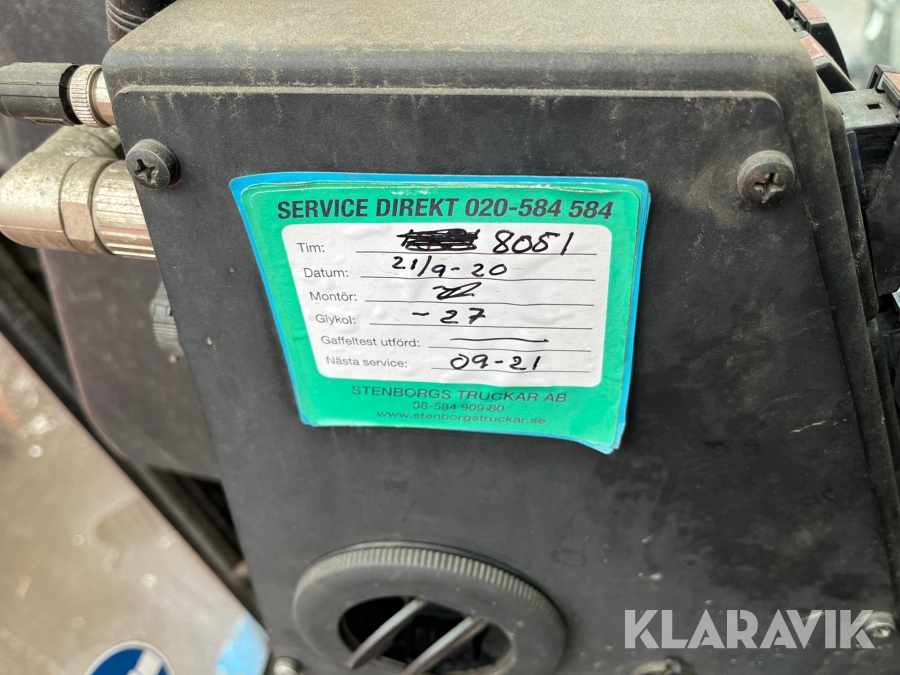 SERVICE DIREKT 020-584 584
Tim: 8051
Datum: 21/9-20
Montör:
Glykol: -27
Gaffeltest utförd:
Nästa service: 09-21
STENBORGS TRUCKAR AB
08-584 909 80
www.stenborgstruckar.se
KLARAVIK